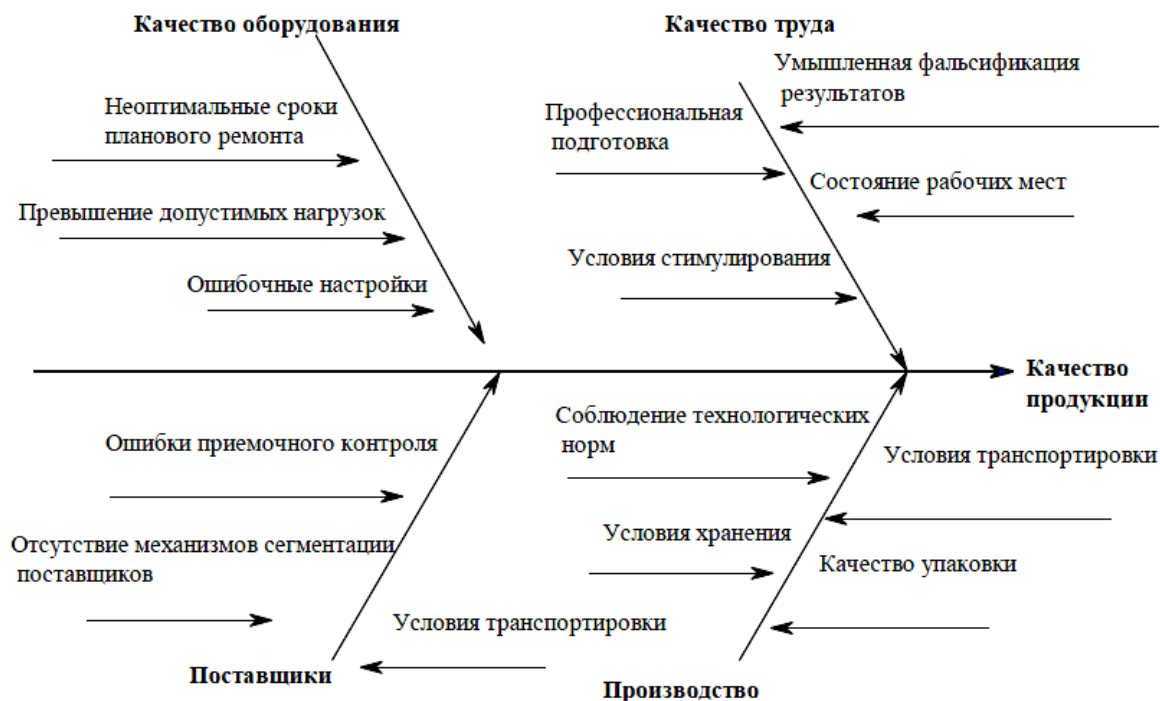 Качество оборудования
Качество труда
Умышленная фальсификация
результатов
Неоптимальные сроки
планового ремонта
Профессиональная
подготовка
Состояние рабочих мест
Превышение допустимых нагрузок
Условия стимулирования
Ошибочные настройки
Качество
продукции
Соблюдение технологических
норм
Ошибки приемочного контроля
Условия транспортировки
Условия хранения
Отсутствие механизмов сегментации
поставщиков
Качество упаковки
Условия транспортировки
Поставщики
Производство